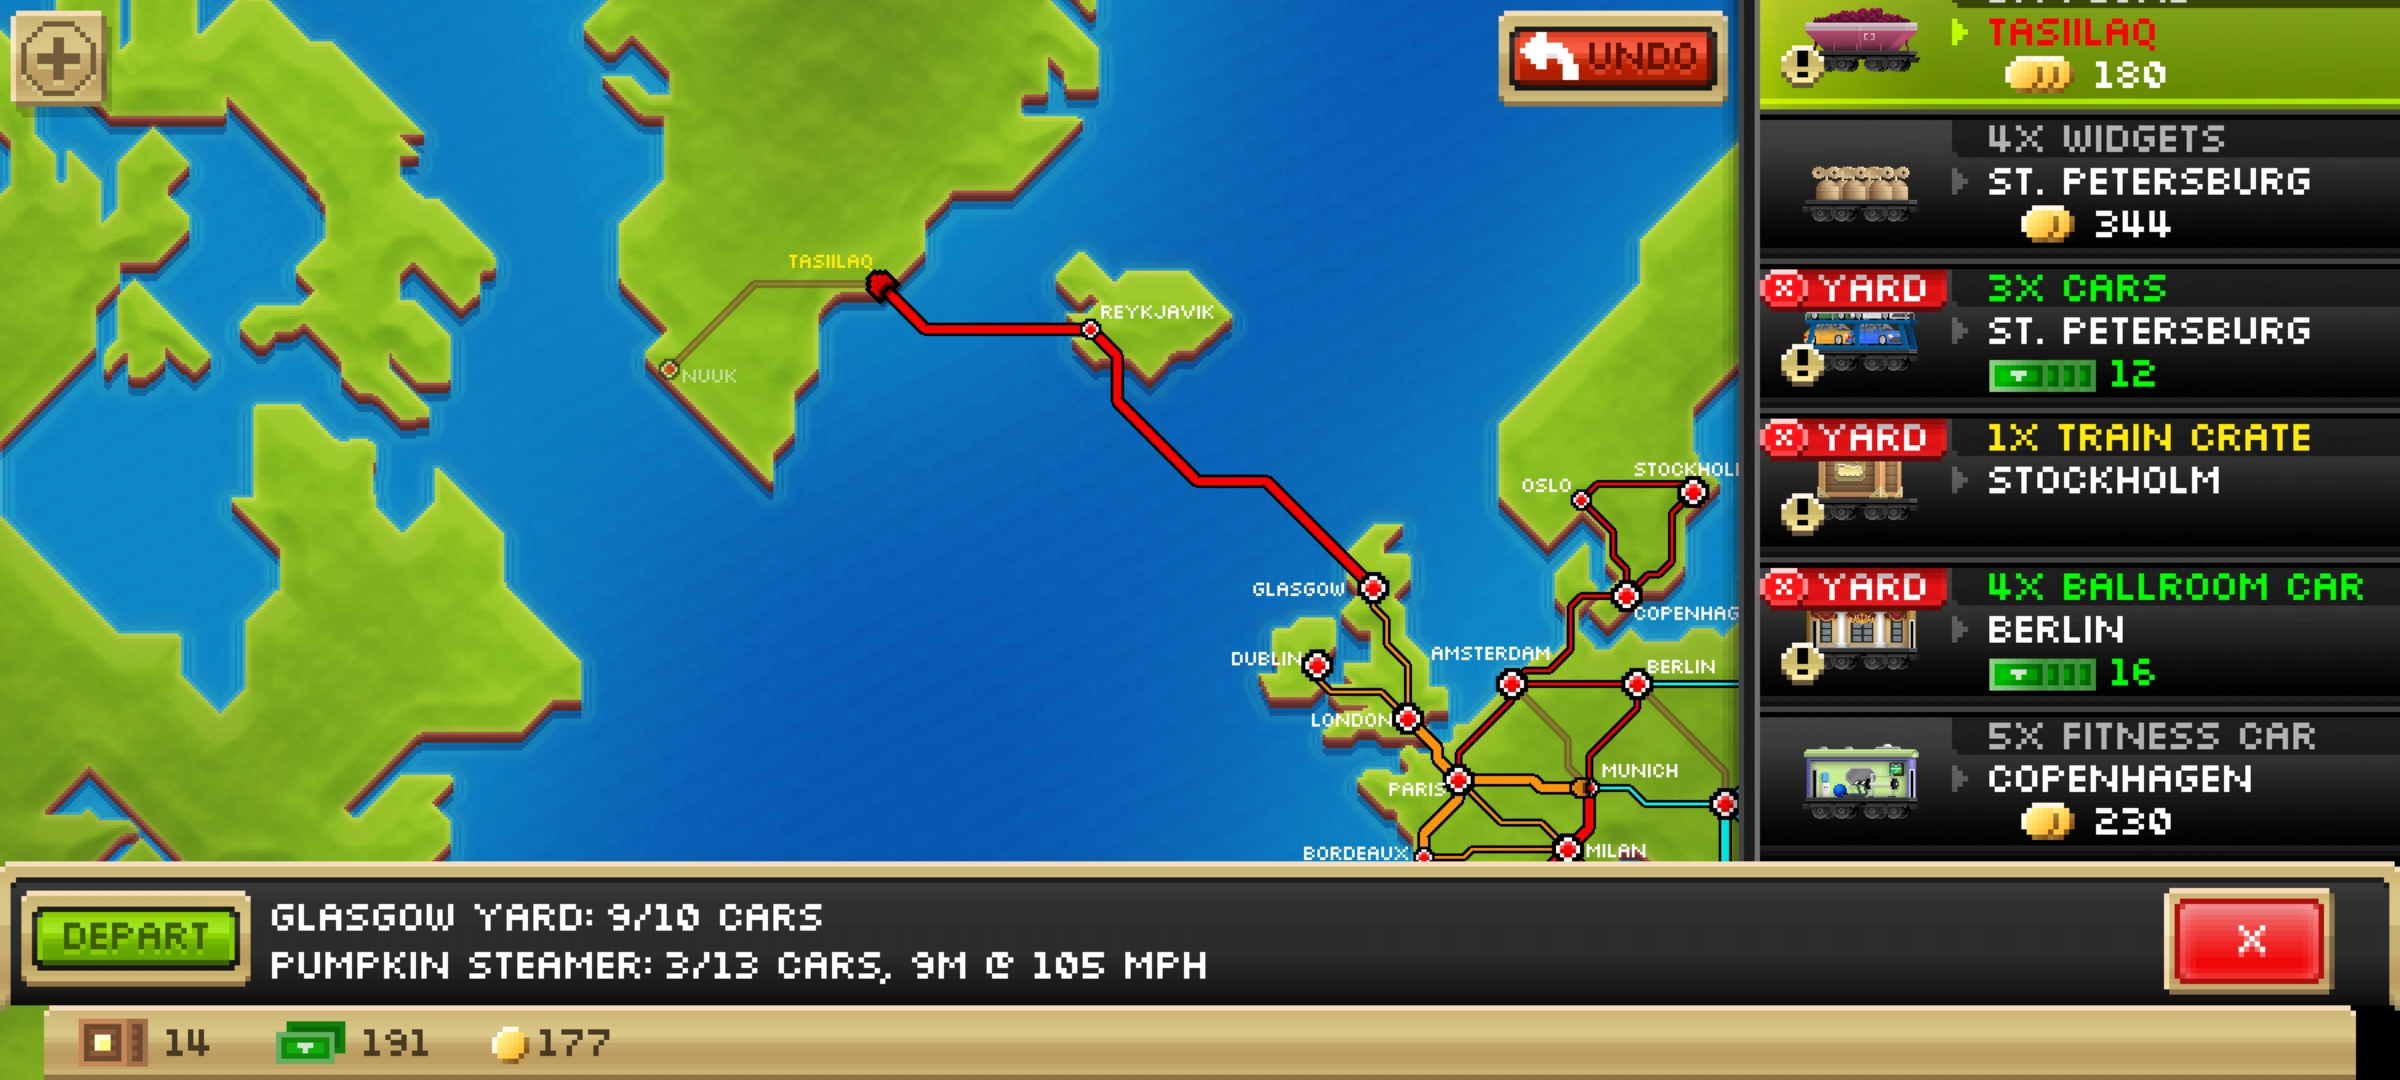 UNDO
TASIILAQ
180
4X WIDGETS
ST. PETERSBURG
344
YARD
3X CARS
ST. PETERSBURG
12
YARD
1X TRAIN CRATE
STOCKHOLM
YARD
4X BALLROOM CAR
BERLIN
16
5X FITNESS CAR
COPENHAGEN
230
TASIILAQ
REYKJAVIK
NUUK
OSLO
GLASGOW
DUBLIN
AMSTERDAM
BERLIN
LONDON
MUNICH
PARIS
BORDEAUX
MILAN
DEPART
GLASGOW YARD: 9/10 CARS
PUMPKIN STEAMER: 3/13 CARS, 9M @ 105 MPH
X
14
191
177